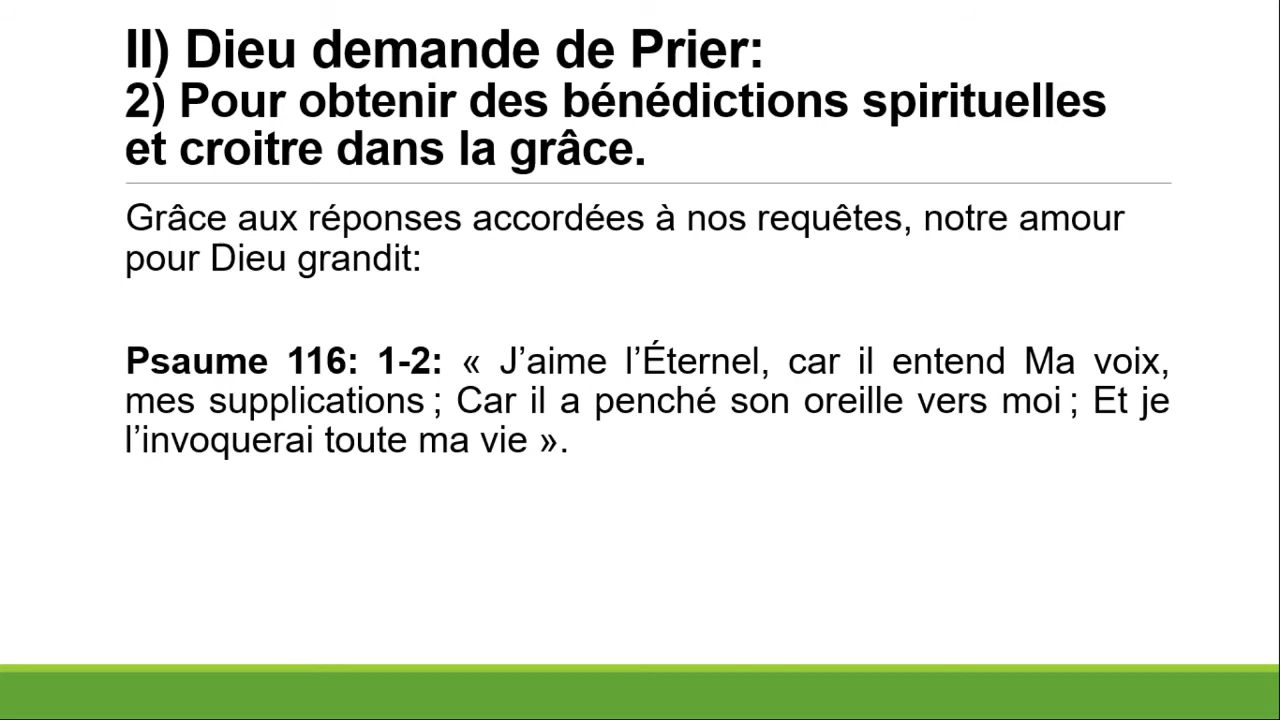 II) Dieu demande de Prier:
2) Pour obtenir des bénédictions spirituelles
et croitre dans la grâce.
Grâce aux réponses accordées à nos requêtes, notre amour
pour Dieu grandit:
Psaume 116: 1-2: « J’aime l’Éternel, car il entend Ma voix,
mes supplications ; Car il a penché son oreille vers moi ; Et je
l’invoquerai toute ma vie ».